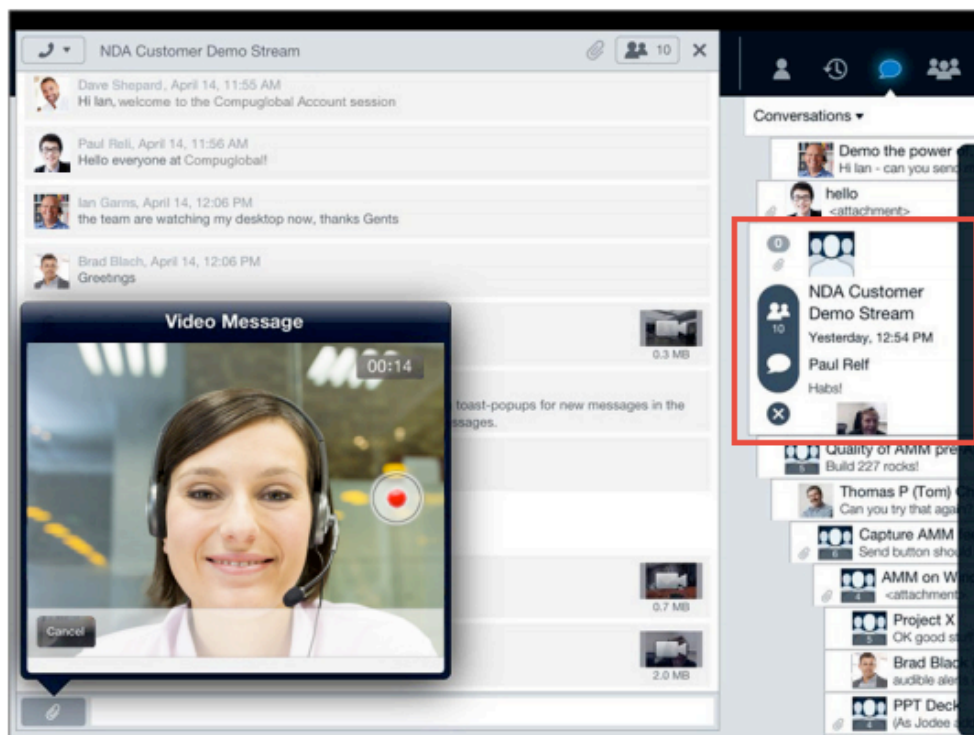 NDA Customer Demo Stream
10
Dave Shepard, April 14, 11:55 AM
Hi Ian, welcome to the Compuglobal Account session
Paul Reli, April 14, 11:56 AM
Hello everyone at Compuglobal!
Ian Garns, April 14, 12:06 PM
the team are watching my desktop now, thanks Gents
Brad Blach, April 14, 12:06 PM
Greetings
0.3 MB
toast-popups for new messages in the
ssages.
0.7 MB
2.0 MB
Video Message
00:14
Cancel
Conversations
Demo the power
Hi Ian - can you send
hello
<attachment>
0
NDA Customer
Demo Stream
10
Yesterday, 12:54 PM
Paul Relf
Habs!
Quality of AMM pre
5
Build 227 rocks!
Thomas P (Tom)
Can you try that aga
Capture AMM
6
Send button shou
AMM on W
4
<attachment
Project X
5
OK good st
Brad Blac
audible aler
PPT Deck
4
(As Jodee a